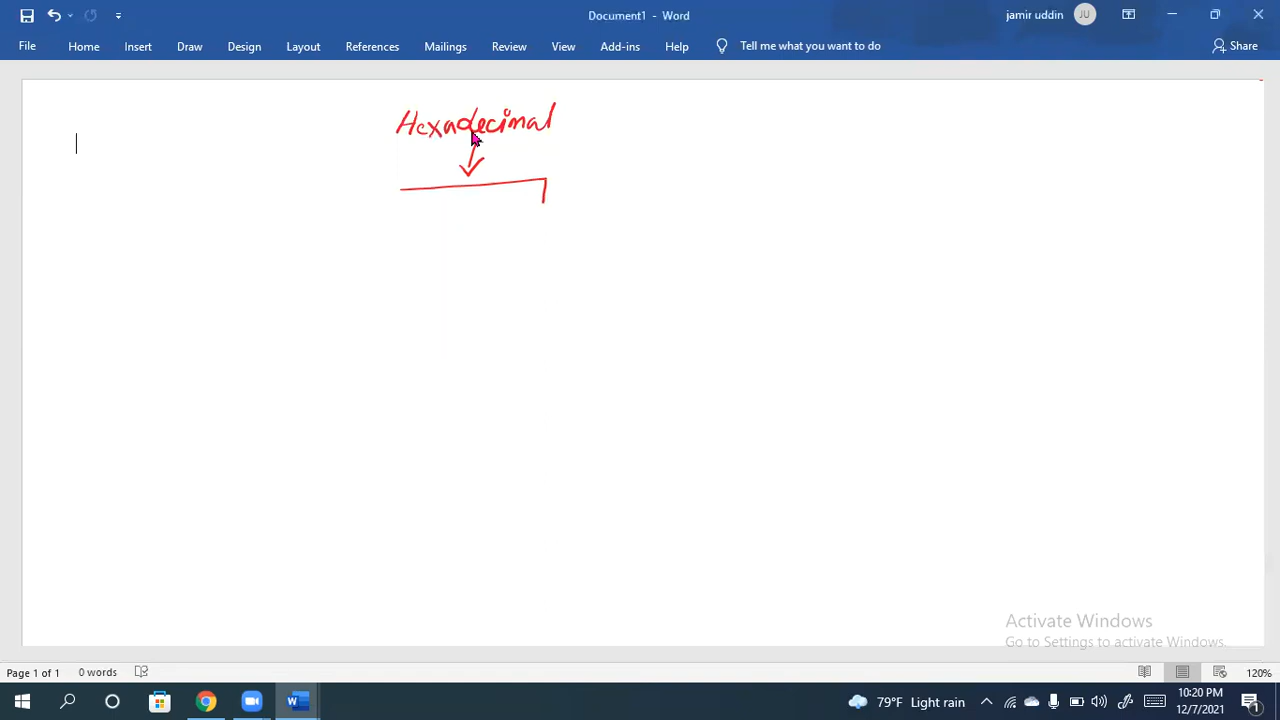 Document1 - Word
jamir uddin JU
File Home Insert Draw Design Layout References Mailings Review View Add-ins Help Tell me what you want to do Share
Hexadecimal
Activate Windows
Go to Settings to activate Windows.
Page 1 of 1 0 words 120%
79°F Light rain 10:20 PM
12/7/2021 1